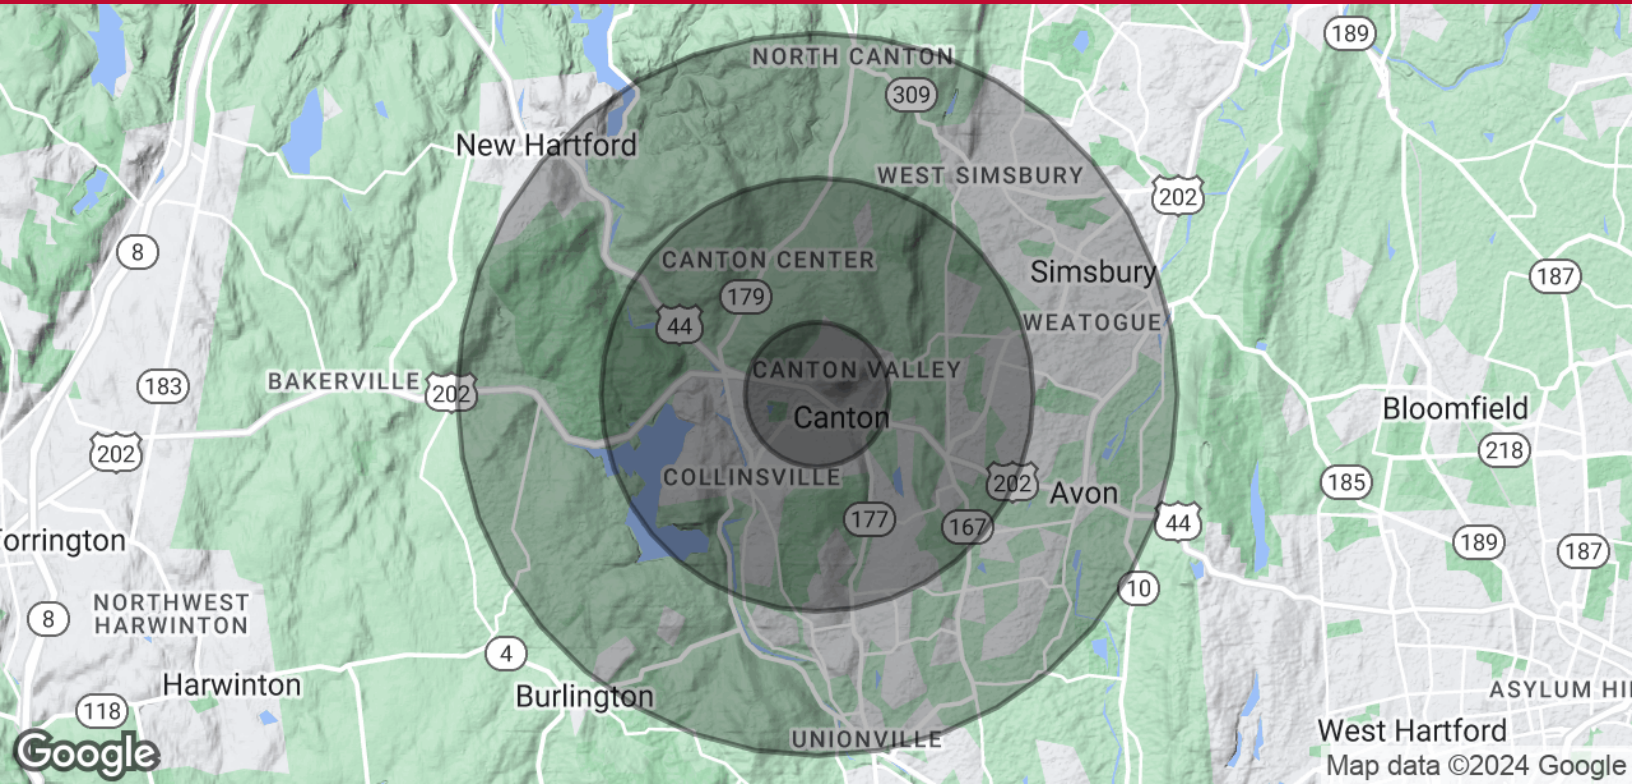 189
NORTH CANTON
309
New Hartford
WEST SIMSBURY
202
8
CANTON CENTER
Simsbury
187
179
44
WEATOGUE
CANTON VALLEY
BAKERVILLE
183
202
Canton
Bloomfield
202
218
COLLINSVILLE
202
Avon
185
177
167
44
Torrington
189
187
10
NORTHWEST
HARWINTON
8
4
Harwinton
Burlington
ASYLUM HI
118
West Hartford
UNIONVILLE
Google
Map data ©2024 Google